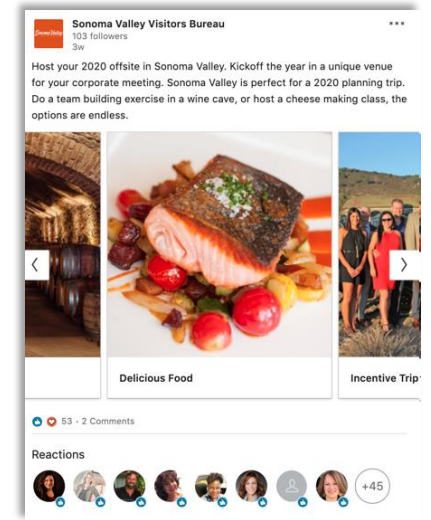 Sonoma Valley Visitors Bureau
103 followers
3w
Host your 2020 offsite in Sonoma Valley. Kickoff the year in a unique venue
for your corporate meeting. Sonoma Valley is perfect for a 2020 planning trip.
Do a team building exercise in a wine cave, or host a cheese making class, the
options are endless.
Delicious Food
Incentive Trip
53 · 2 Comments
Reactions
+45